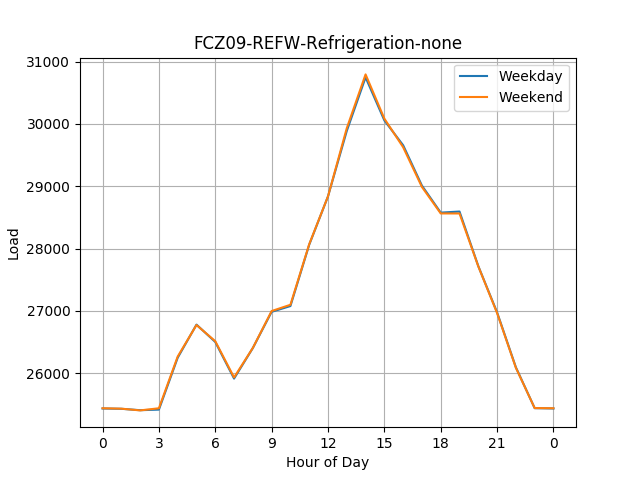 FCZ09-REFW-Refrigeration-none
31000
30000
29000
28000
27000
26000
Load
Weekday
Weekend
0 3 6 9 12 15 18 21 0
Hour of Day